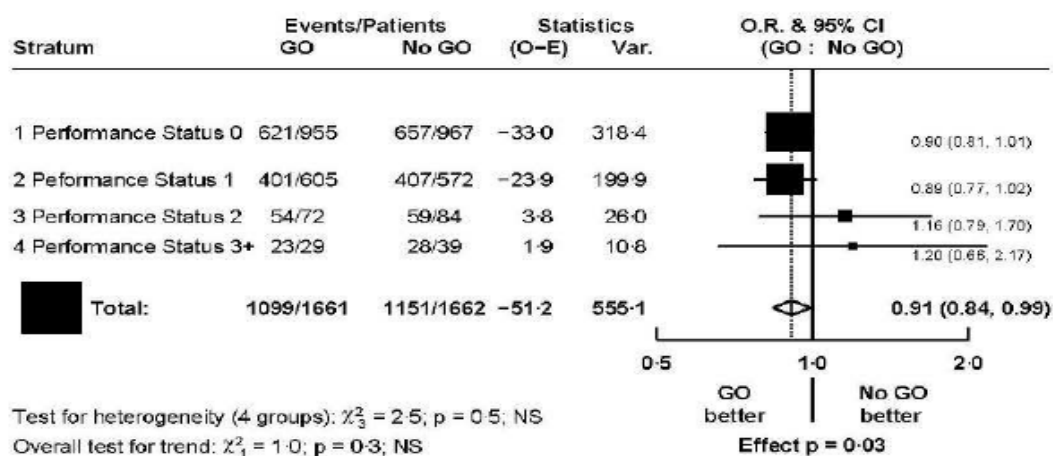 Events/Patients Statistics O.R. & 95% CI
Stratum GO No GO (O−E) Var. (GO : No GO)
1 Performance Status 0 621/955 657/967 −33·0 318·4 0.90 (0.81, 1.01)
2 Peformance Status 1 401/605 407/572 −23·9 199·9 0.89 (0.77, 1.02)
3 Performance Status 2 54/72 59/84 3·8 26·0 1.16 (0.79, 1.70)
4 Performance Status 3+ 23/29 28/39 1·9 10·8 1.20 (0.66, 2.17)
Total: 1099/1661 1151/1662 −51·2 555·1 0.91 (0.84, 0.99)
0·5 1·0 2·0
GO No GO
better better
Test for heterogeneity (4 groups): χ²₃ = 2·5; p = 0·5; NS
Overall test for trend: χ²₁ = 1·0; p = 0·3; NS Effect p = 0·03